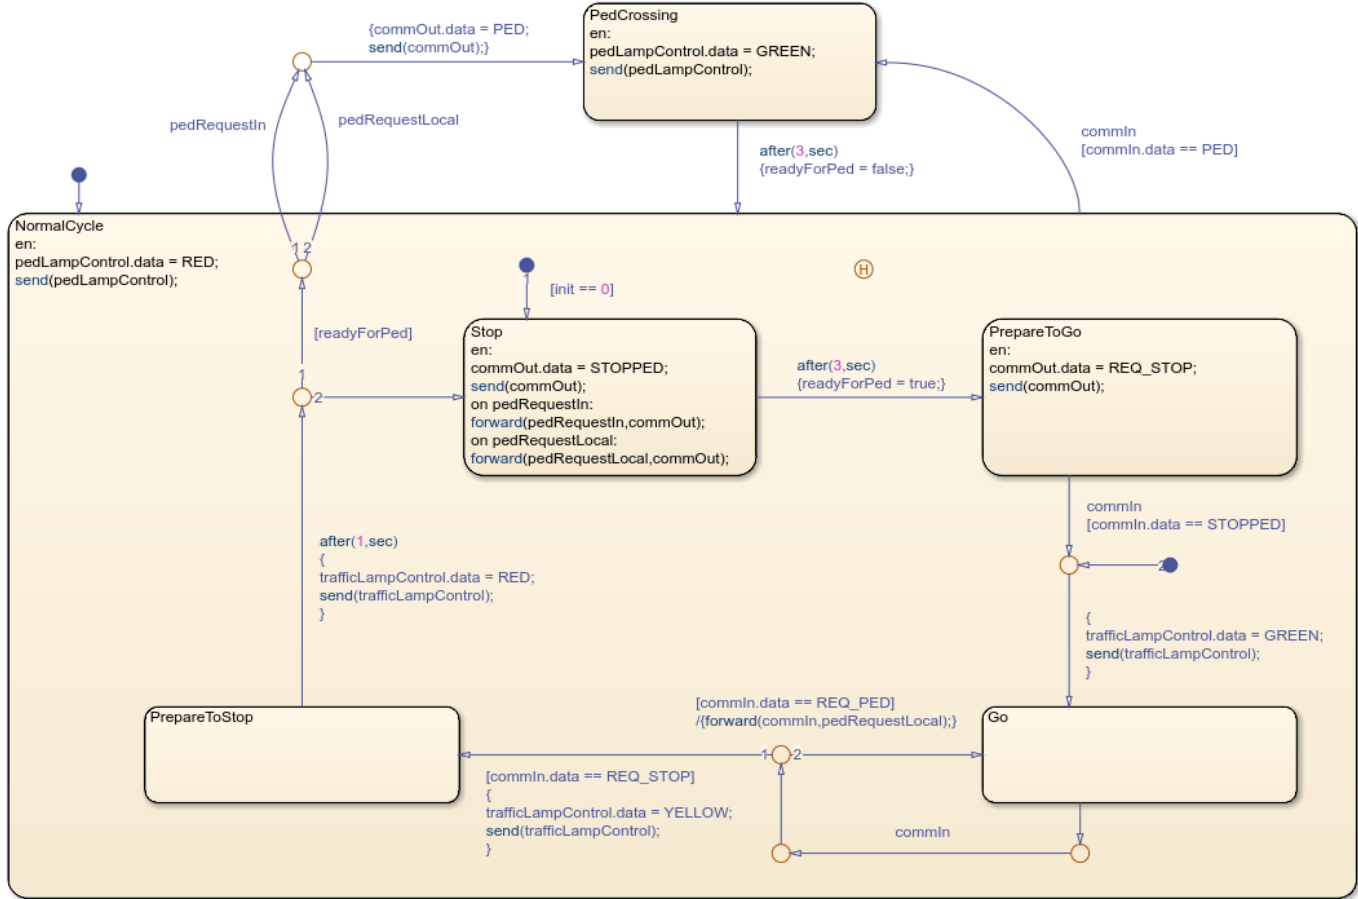 PedCrossing
en:
pedLampControl.data = GREEN;
send(pedLampControl);
{commOut.data = PED;
send(commOut);}
pedRequestIn
pedRequestLocal
commIn
[commIn.data == PED]
after(3,sec)
{readyForPed = false;}
NormalCycle
en:
pedLampControl.data = RED;
send(pedLampControl);
1 2
H
1
[init == 0]
[readyForPed]
1
2
Stop
en:
commOut.data = STOPPED;
send(commOut);
on pedRequestIn:
forward(pedRequestIn,commOut);
on pedRequestLocal:
forward(pedRequestLocal,commOut);
after(3,sec)
{readyForPed = true;}
PrepareToGo
en:
commOut.data = REQ_STOP;
send(commOut);
commIn
[commIn.data == STOPPED]
2
after(1,sec)
{
trafficLampControl.data = RED;
send(trafficLampControl);
}
{
trafficLampControl.data = GREEN;
send(trafficLampControl);
}
PrepareToStop
[commIn.data == REQ_PED]
/{forward(commIn,pedRequestLocal);}
Go
1 2
[commIn.data == REQ_STOP]
{
trafficLampControl.data = YELLOW;
send(trafficLampControl);
}
commIn